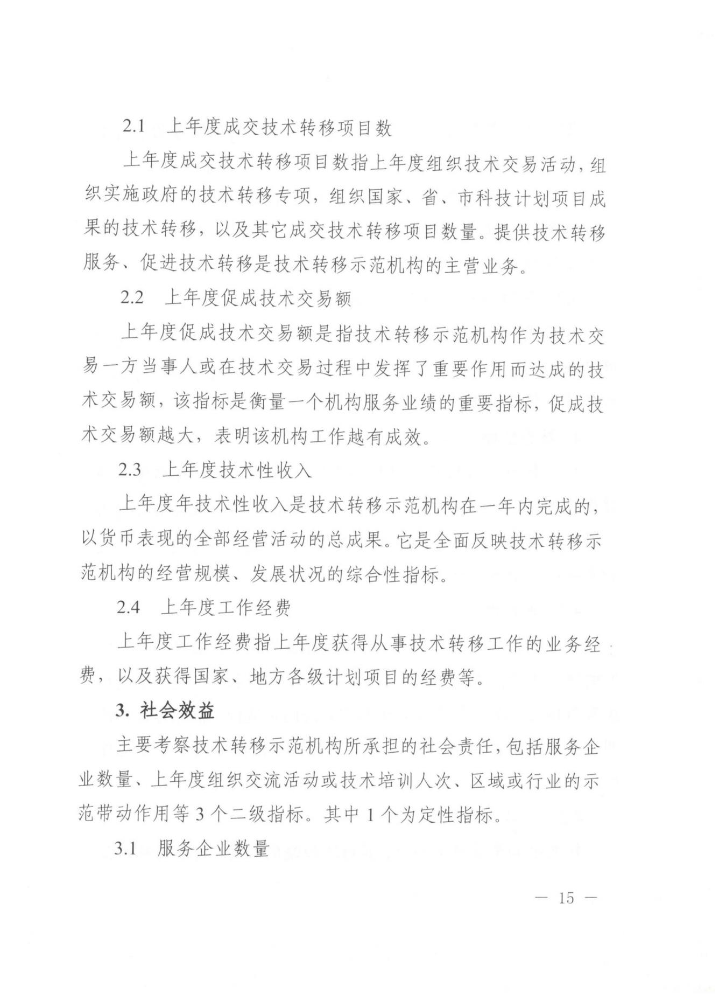 2.1 上年度成交技术转移项目数
上年度成交技术转移项目数指上年度组织技术交易活动,组
织实施政府的技术转移专项，组织国家、省、市科技计划项目成
果的技术转移，以及其它成交技术转移项目数量。提供技术转移
服务、促进技术转移是技术转移示范机构的主营业务。
2.2 上年度促成技术交易额
上年度促成技术交易额是指技术转移示范机构作为技术交
易一方当事人或在技术交易过程中发挥了重要作用而达成的技
术交易额，该指标是衡量一个机构服务业绩的重要指标，促成技
术交易额越大，表明该机构工作越有成效。
2.3 上年度技术性收入
上年度年技术性收入是技术转移示范机构在一年内完成的，
以货币表现的全部经营活动的总成果。它是全面反映技术转移示
范机构的经营规模、发展状况的综合性指标。
2.4 上年度工作经费
上年度工作经费指上年度获得从事技术转移工作的业务经
费，以及获得国家、地方各级计划项目的经费等。
3. 社会效益
主要考察技术转移示范机构所承担的社会责任,包括服务企
业数量、上年度组织交流活动或技术培训人次、区域或行业的示
范带动作用等 3 个二级指标。其中 1 个为定性指标。
3.1 服务企业数量
— 15 —